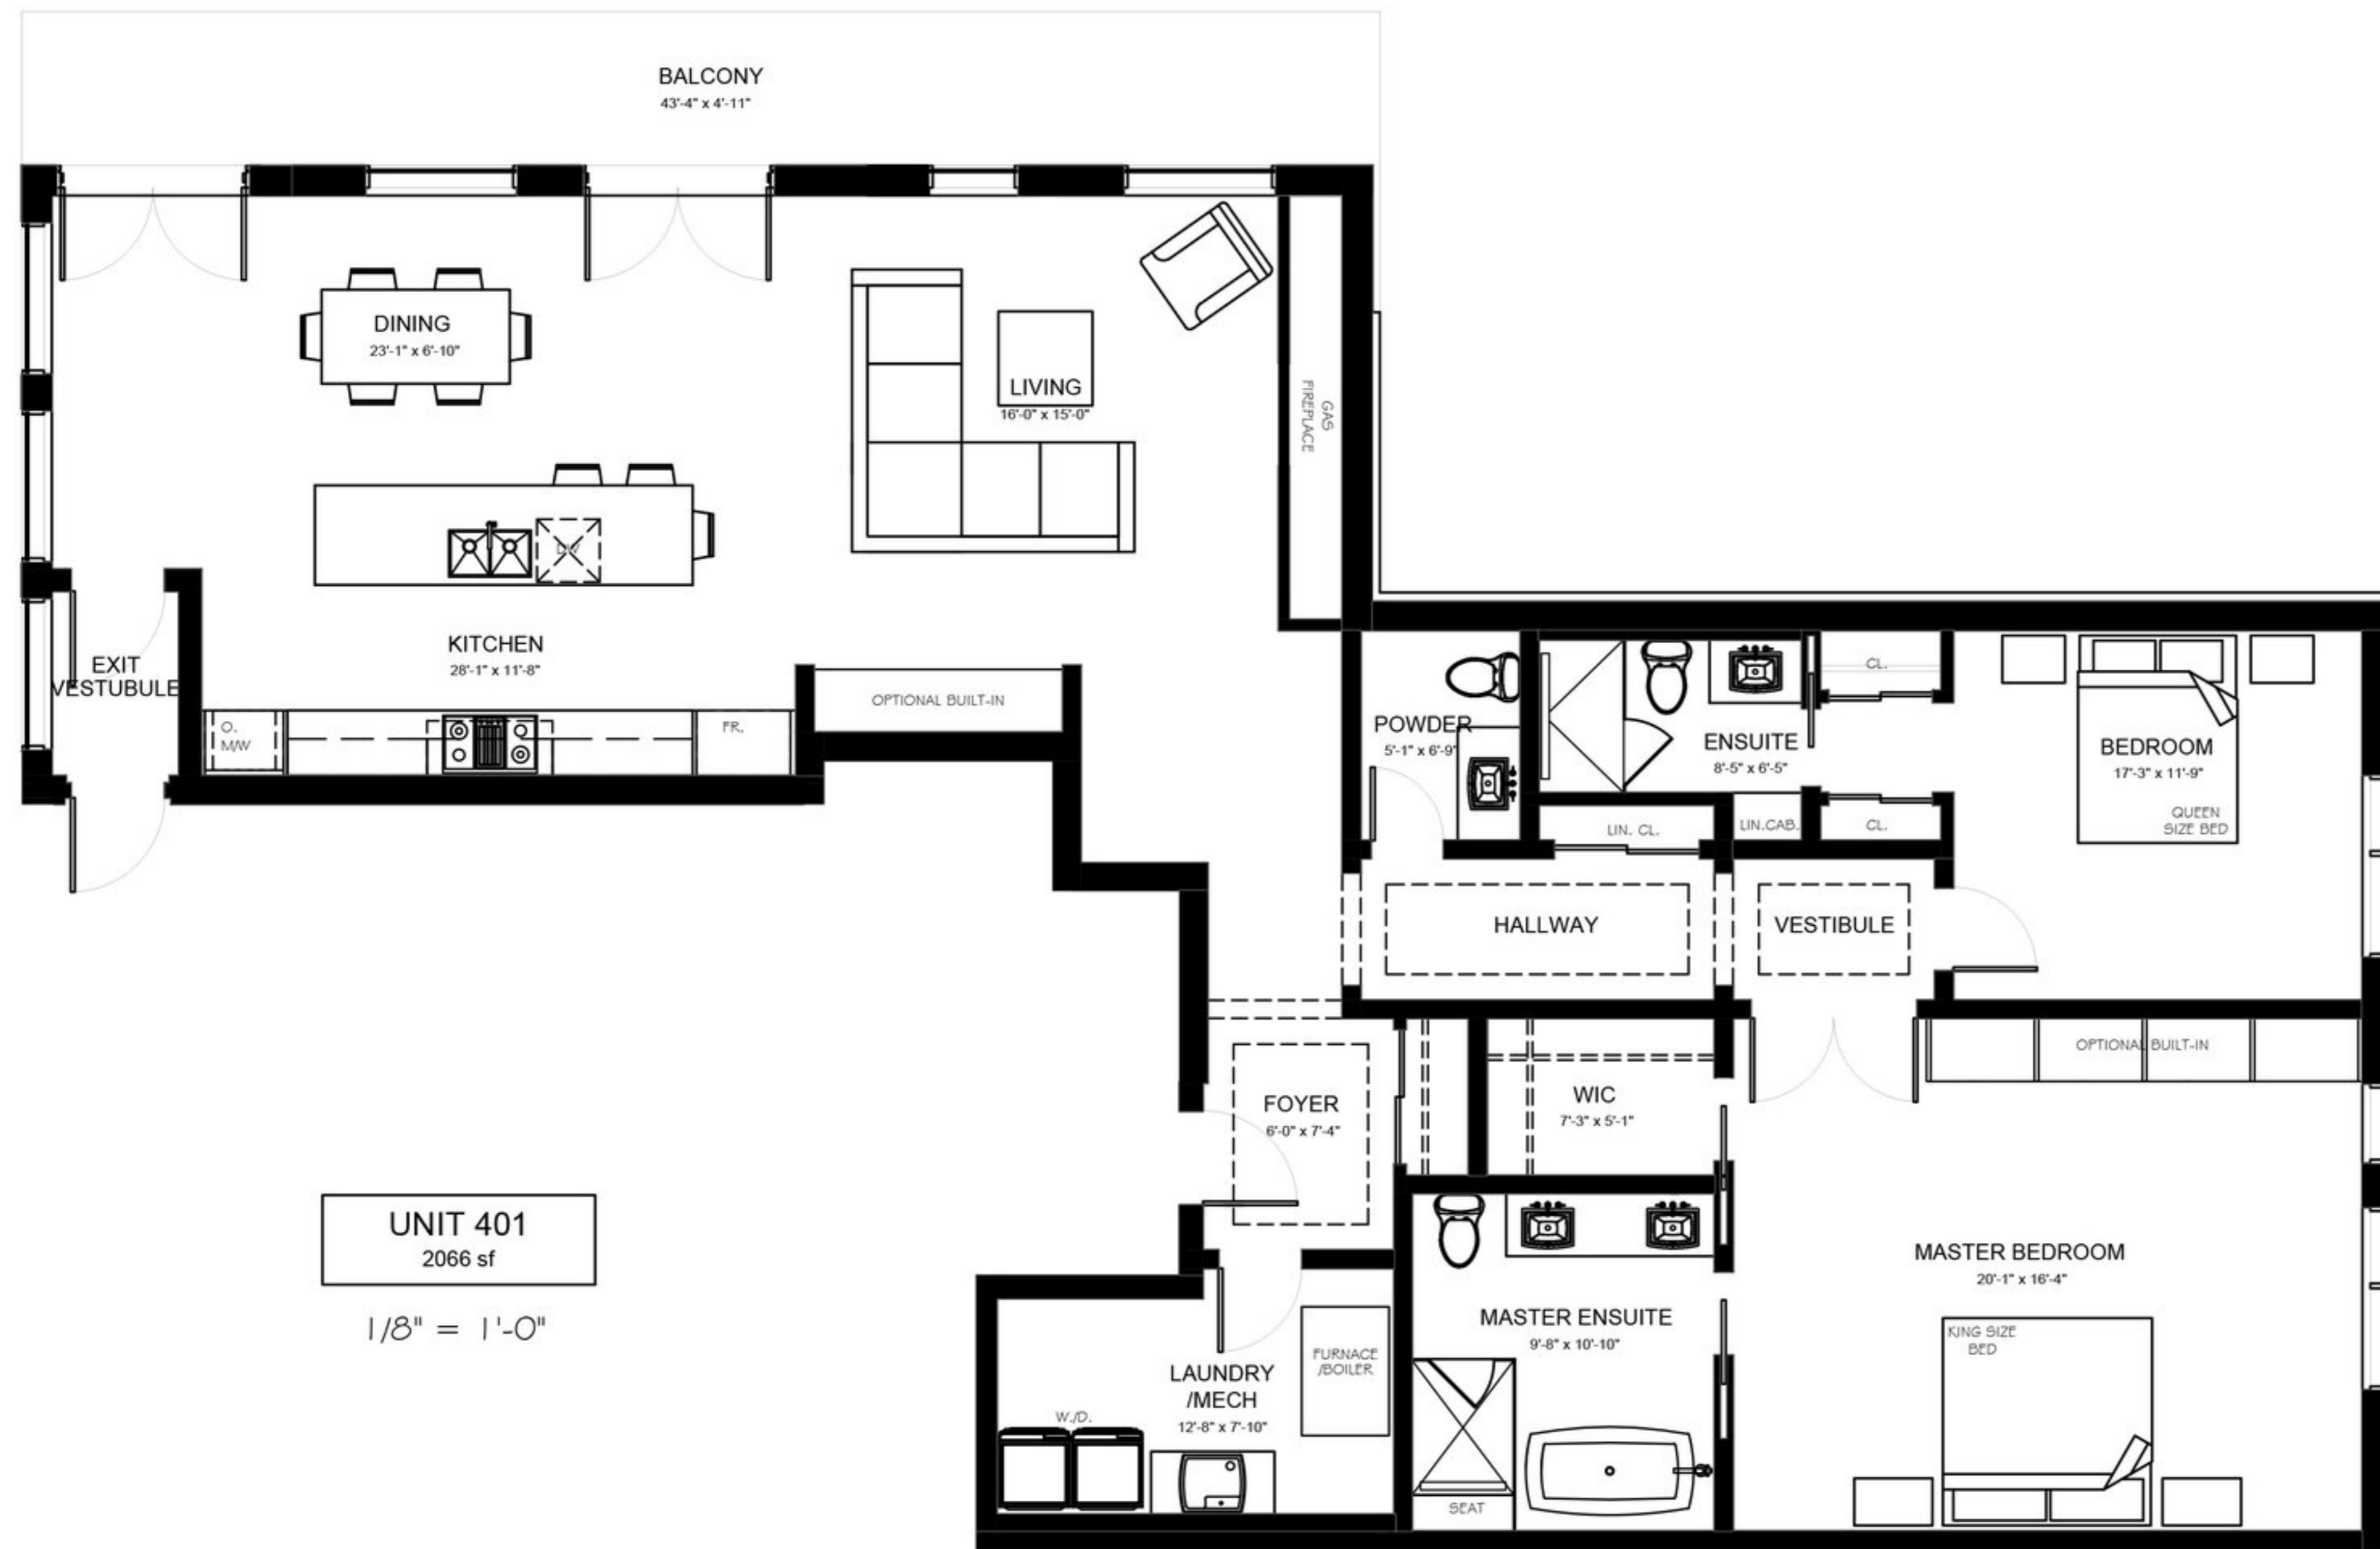 BALCONY
43'-4" x 4'-11"
DINING
23'-1" x 6'-10"
LIVING
16'-0" x 15'-0"
GAS
FIREPLACE
DW
KITCHEN
28'-1" x 11'-8"
EXIT
VESTUBULE
O.
M/W
FR.
OPTIONAL BUILT-IN
POWDER
5'-1" x 6'-9"
ENSUITE
8'-5" x 6'-5"
CL.
BEDROOM
17'-3" x 11'-9"
QUEEN
SIZE BED
LIN. CL.
LIN.CAB.
CL.
HALLWAY
VESTIBULE
OPTIONAL BUILT-IN
FOYER
6'-0" x 7'-4"
WIC
7'-3" x 5'-1"
UNIT 401
2066 sf
1/8" = 1'-0"
MASTER BEDROOM
20'-1" x 16'-4"
KING SIZE
BED
MASTER ENSUITE
9'-8" x 10'-10"
FURNACE
/BOILER
LAUNDRY
/MECH
12'-8" x 7'-10"
W./D.
SEAT